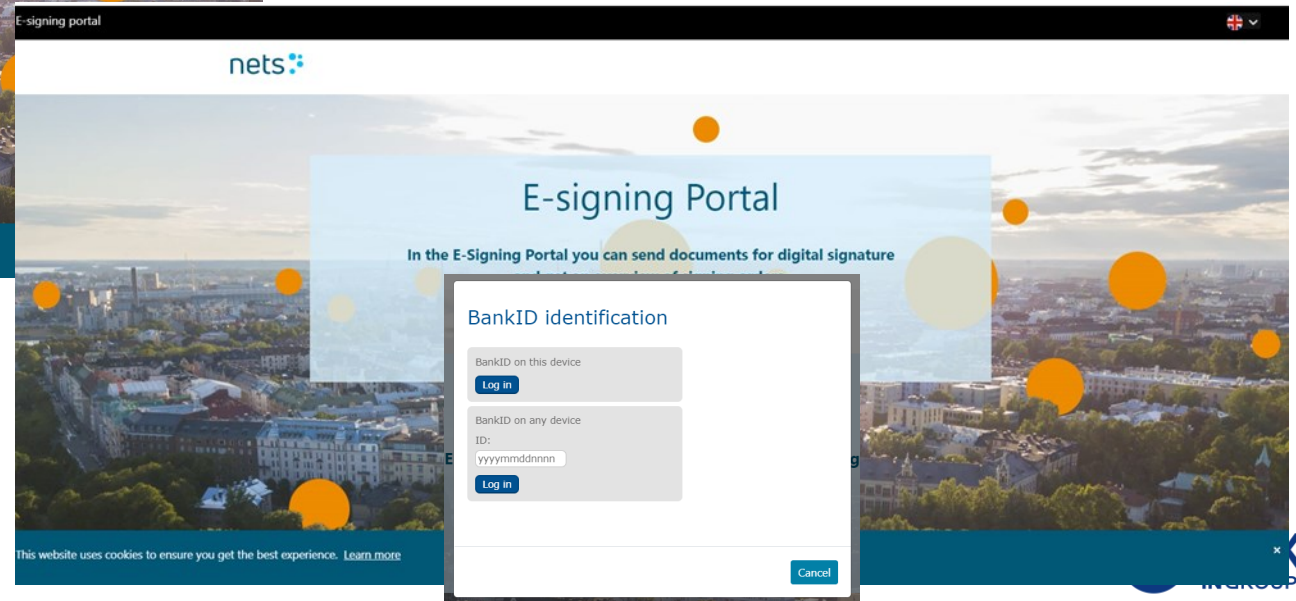 E-signing portal
nets
E-signing Portal
In the E-Signing Portal you can send documents for digital signature
BankID identification
BankID on this device
Log in
BankID on any device
ID:
yyyymmddnnnn
Log in
This website uses cookies to ensure you get the best experience. Learn more
×
Cancel